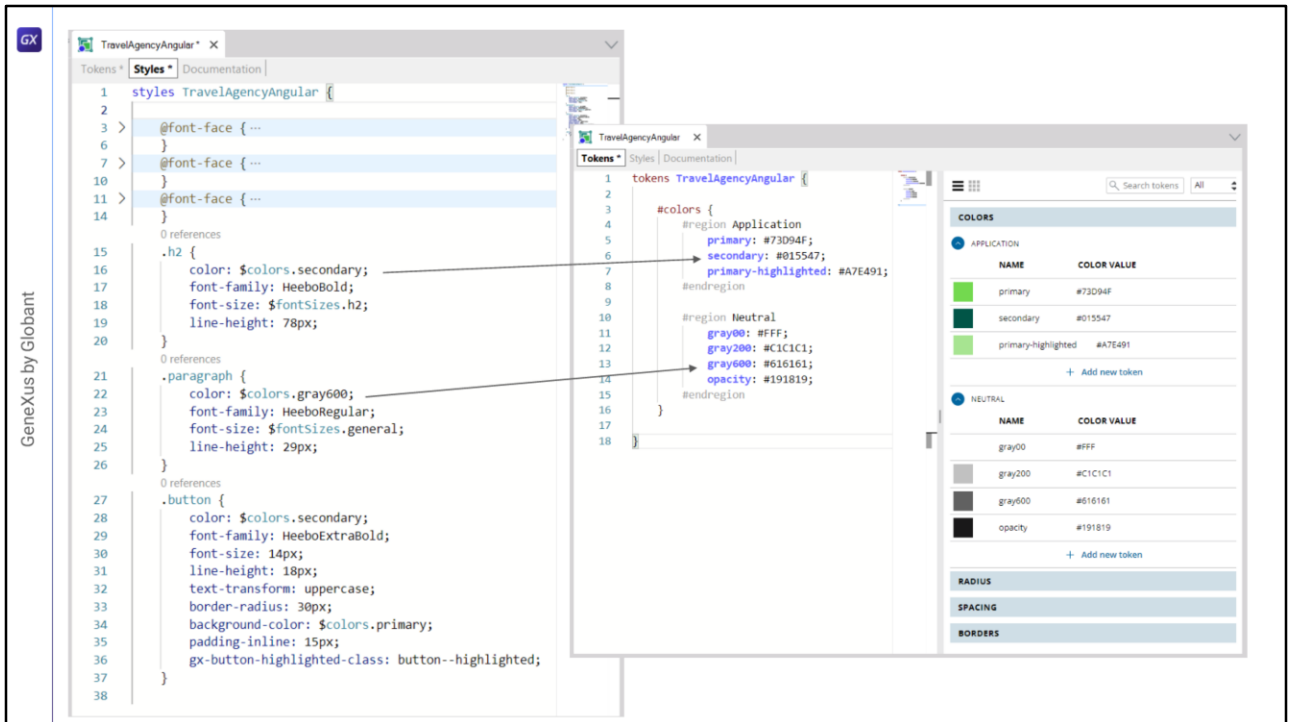 GX
GeneXus by Globant
TravelAgencyAngular* X
Tokens * Styles * Documentation
1 styles TravelAgencyAngular {
2
3 > @font-face { ...
6 }
7 > @font-face { ...
10 }
11 > @font-face { ...
14 }
0 references
15 .h2 {
16 color: $colors.secondary;
17 font-family: HeeboBold;
18 font-size: $fontSizes.h2;
19 line-height: 78px;
20 }
0 references
21 .paragraph {
22 color: $colors.gray600;
23 font-family: HeeboRegular;
24 font-size: $fontSizes.general;
25 line-height: 29px;
26 }
0 references
27 .button {
28 color: $colors.secondary;
29 font-family: HeeboExtraBold;
30 font-size: 14px;
31 line-height: 18px;
32 text-transform: uppercase;
33 border-radius: 30px;
34 background-color: $colors.primary;
35 padding-inline: 15px;
36 gx-button-highlighted-class: button--highlighted;
37 }
38
TravelAgencyAngular X
Tokens * Styles Documentation
1 tokens TravelAgencyAngular {
2
3 #colors {
4 #region Application
5 primary: #73D94F;
6 secondary: #015547;
7 primary-highlighted: #A7E491;
8 #endregion
9
10 #region Neutral
11 gray00: #FFF;
12 gray200: #C1C1C1;
13 gray600: #616161;
14 opacity: #191819;
15 #endregion
16 }
17
18 }
Search tokens All
COLORS
APPLICATION
NAME COLOR VALUE
primary #73D94F
secondary #015547
primary-highlighted #A7E491
+ Add new token
NEUTRAL
NAME COLOR VALUE
gray00 #FFF
gray200 #C1C1C1
gray600 #616161
opacity #191819
+ Add new token
RADIUS
SPACING
BORDERS